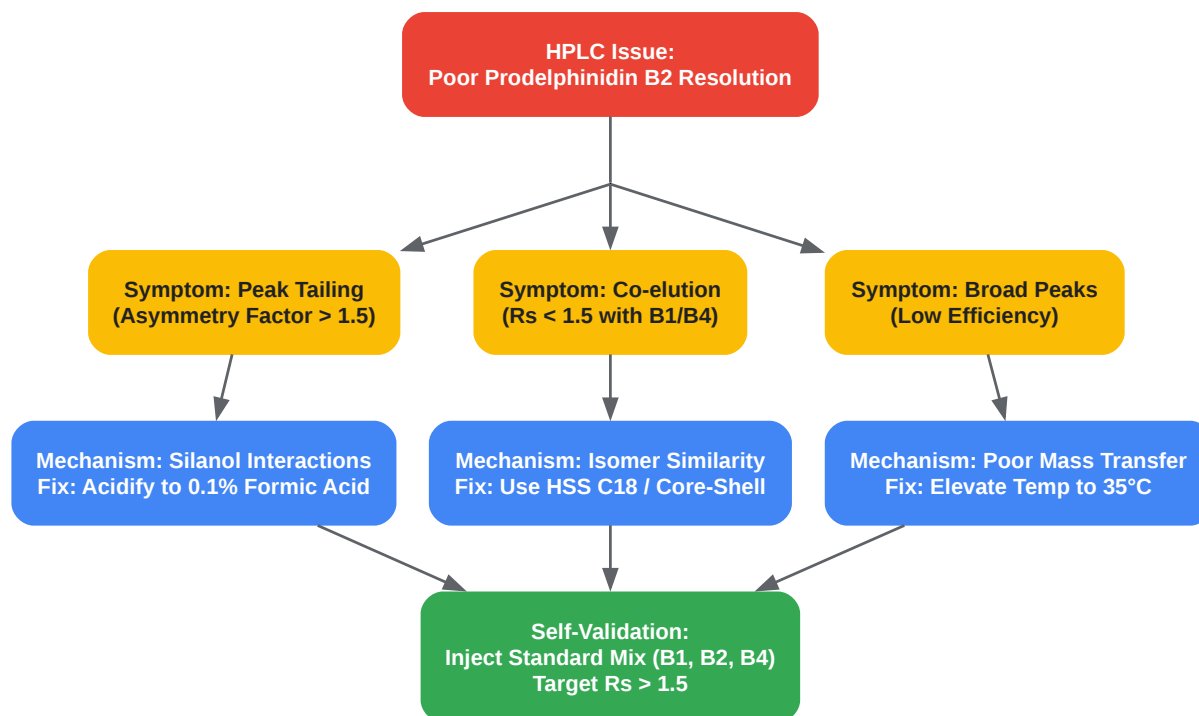 HPLC Issue:
Poor Prodelphinidin B2 Resolution
Symptom: Peak Tailing
(Asymmetry Factor > 1.5)
Symptom: Co-elution
(Rs < 1.5 with B1/B4)
Symptom: Broad Peaks
(Low Efficiency)
Mechanism: Silanol Interactions
Fix: Acidify to 0.1% Formic Acid
Mechanism: Isomer Similarity
Fix: Use HSS C18 / Core-Shell
Mechanism: Poor Mass Transfer
Fix: Elevate Temp to 35°C
Self-Validation:
Inject Standard Mix (B1, B2, B4)
Target Rs > 1.5